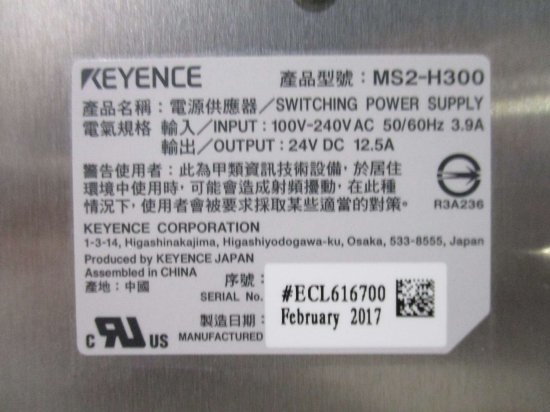 KEYENCE 產品型號：MS2-H300
產品名稱：電源供應器／SWITCHING POWER SUPPLY
電氣規格 輸入／INPUT : 100V-240V AC 50/60Hz 3.9A
輸出／OUTPUT : 24V DC 12.5A
警告使用者：此為甲類資訊技術設備，於居住
環境中使用時，可能會造成射頻擾動，在此種
情況下，使用者會被要求採取某些適當的對策。
R3A236
KEYENCE CORPORATION
1-3-14, Higashinakajima, Higashiyodogawa-ku, Osaka, 533-8555, Japan
Produced by KEYENCE JAPAN
Assembled in CHINA
產地：中國
序號：
SERIAL No.
#ECL616700
February 2017
製造日期：
MANUFACTURED
c RU US